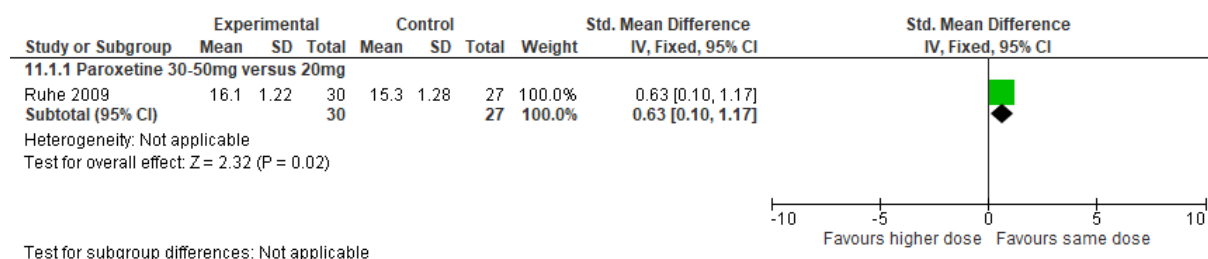 Experimental Control Std. Mean Difference Std. Mean Difference
Study or Subgroup Mean SD Total Mean SD Total Weight IV, Fixed, 95% CI IV, Fixed, 95% CI
11.1.1 Paroxetine 30-50mg versus 20mg
Ruhe 2009 16.1 1.22 30 15.3 1.28 27 100.0% 0.63 [0.10, 1.17]
Subtotal (95% CI) 30 27 100.0% 0.63 [0.10, 1.17]
Heterogeneity: Not applicable
Test for overall effect: Z = 2.32 (P = 0.02)
-10 -5 0 5 10
Favours higher dose Favours same dose
Test for subgroup differences: Not applicable